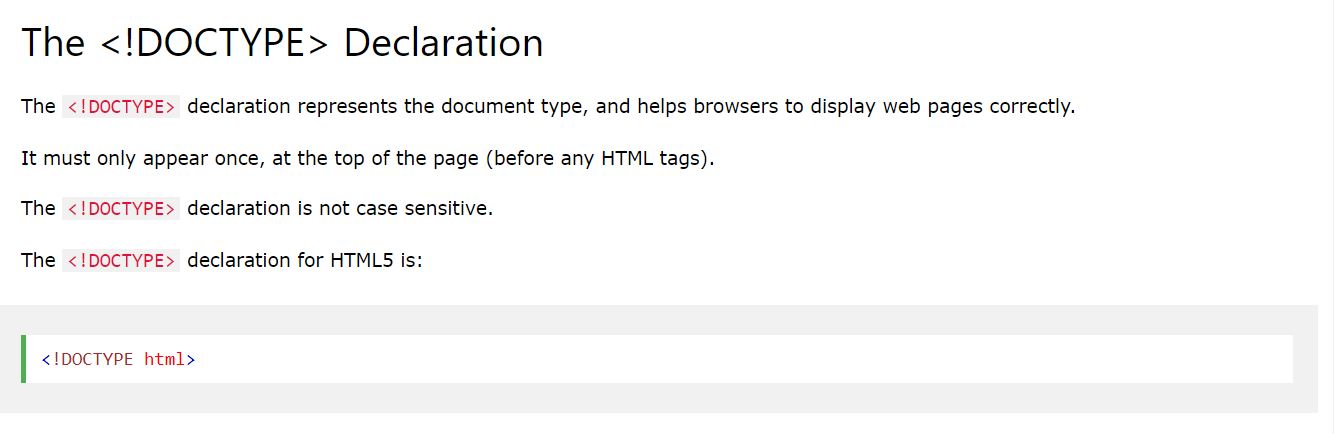 The <!DOCTYPE> Declaration
The <!DOCTYPE> declaration represents the document type, and helps browsers to display web pages correctly.
It must only appear once, at the top of the page (before any HTML tags).
The <!DOCTYPE> declaration is not case sensitive.
The <!DOCTYPE> declaration for HTML5 is:
<!DOCTYPE html>